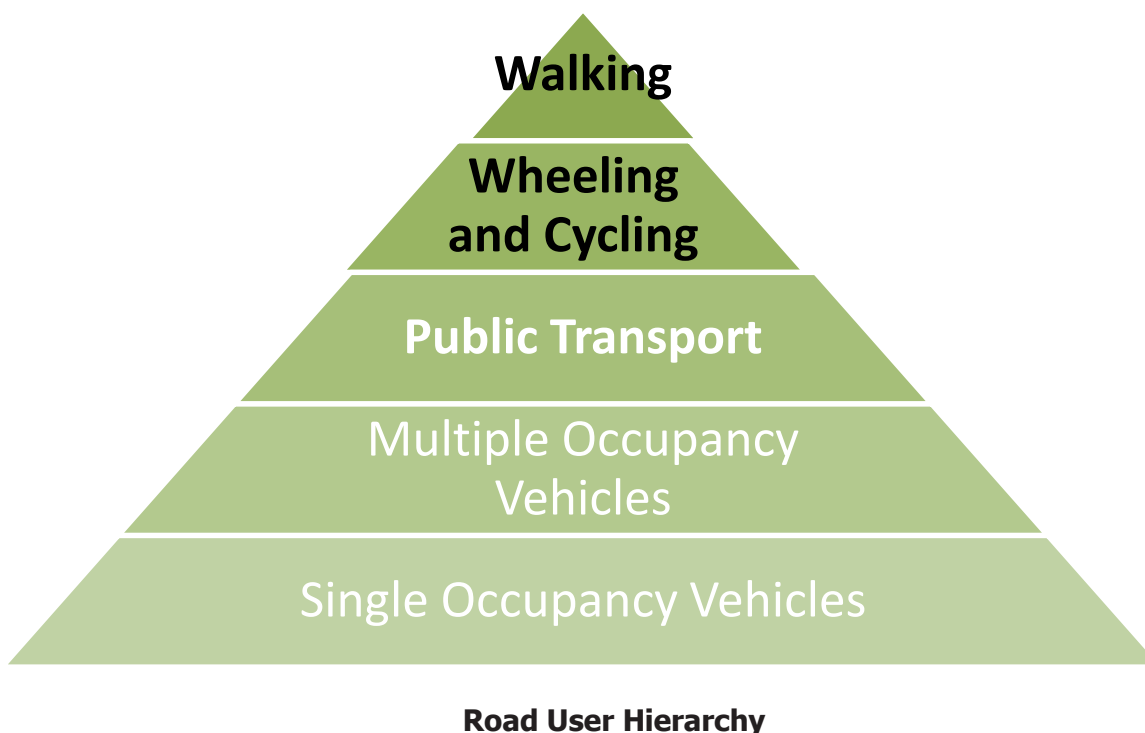 Walking
Wheeling
and Cycling
Public Transport
Multiple Occupancy
Vehicles
Single Occupancy Vehicles
Road User Hierarchy